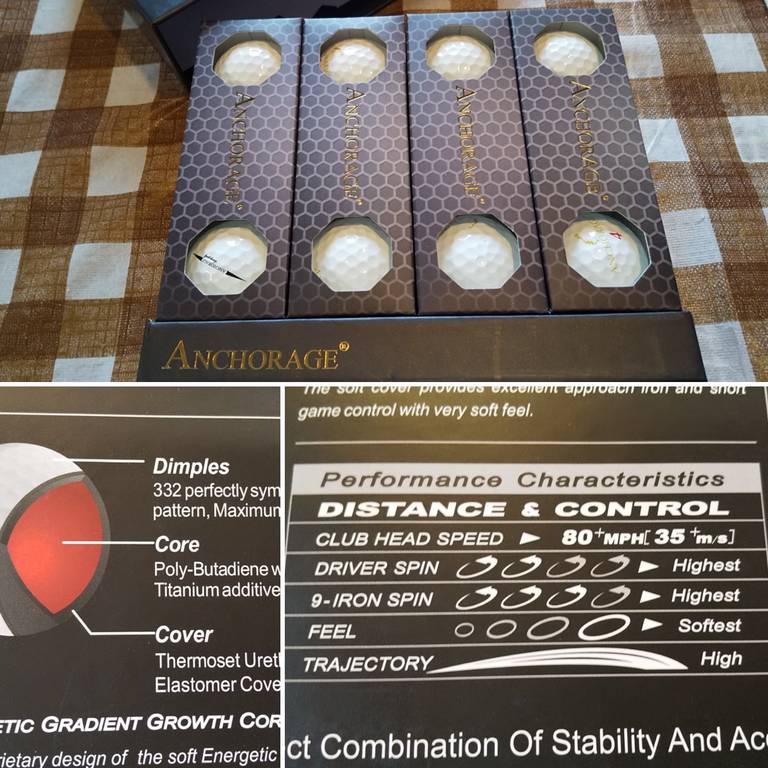 ANCHORAGE®
ANCHORAGE®
ANCHORAGE®
ANCHORAGE®
ANCHORAGE®
Dimples
332 perfectly sym
pattern, Maximun
Core
Poly-Butadiene w
Titanium additive
Cover
Thermoset Uret
Elastomer Cove
ETIC GRADIENT GROWTH COR
rietary design of the soft Energetic
The soft cover provides excellent approach iron and short
game control with very soft feel.
Performance Characteristics
DISTANCE & CONTROL
CLUB HEAD SPEED 80+MPH[35+m/s]
DRIVER SPIN Highest
9-IRON SPIN Highest
FEEL Softest
TRAJECTORY High
ct Combination Of Stability And Acc